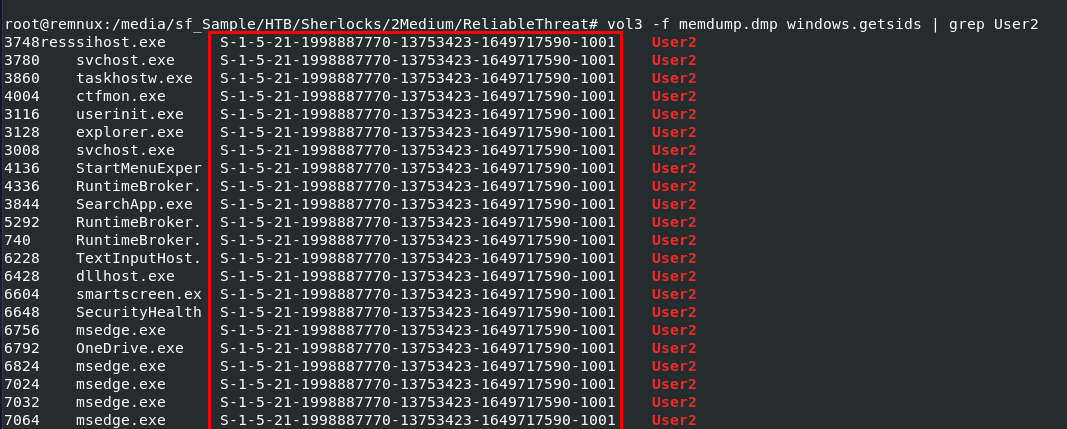 root@remnux:/media/sf_Sample/HTB/Sherlocks/2Medium/ReliableThreat# vol3 -f memdump.dmp windows.getsids | grep User2
3748resssihost.exe S-1-5-21-1998887770-13753423-1649717590-1001 User2
3780 svchost.exe S-1-5-21-1998887770-13753423-1649717590-1001 User2
3860 taskhostw.exe S-1-5-21-1998887770-13753423-1649717590-1001 User2
4004 ctfmon.exe S-1-5-21-1998887770-13753423-1649717590-1001 User2
3116 userinit.exe S-1-5-21-1998887770-13753423-1649717590-1001 User2
3128 explorer.exe S-1-5-21-1998887770-13753423-1649717590-1001 User2
3008 svchost.exe S-1-5-21-1998887770-13753423-1649717590-1001 User2
4136 StartMenuExper S-1-5-21-1998887770-13753423-1649717590-1001 User2
4336 RuntimeBroker. S-1-5-21-1998887770-13753423-1649717590-1001 User2
3844 SearchApp.exe S-1-5-21-1998887770-13753423-1649717590-1001 User2
5292 RuntimeBroker. S-1-5-21-1998887770-13753423-1649717590-1001 User2
740 RuntimeBroker. S-1-5-21-1998887770-13753423-1649717590-1001 User2
6228 TextInputHost. S-1-5-21-1998887770-13753423-1649717590-1001 User2
6428 dllhost.exe S-1-5-21-1998887770-13753423-1649717590-1001 User2
6604 smartscreen.ex S-1-5-21-1998887770-13753423-1649717590-1001 User2
6648 SecurityHealth S-1-5-21-1998887770-13753423-1649717590-1001 User2
6756 msedge.exe S-1-5-21-1998887770-13753423-1649717590-1001 User2
6792 OneDrive.exe S-1-5-21-1998887770-13753423-1649717590-1001 User2
6824 msedge.exe S-1-5-21-1998887770-13753423-1649717590-1001 User2
7024 msedge.exe S-1-5-21-1998887770-13753423-1649717590-1001 User2
7032 msedge.exe S-1-5-21-1998887770-13753423-1649717590-1001 User2
7064 msedge.exe S-1-5-21-1998887770-13753423-1649717590-1001 User2